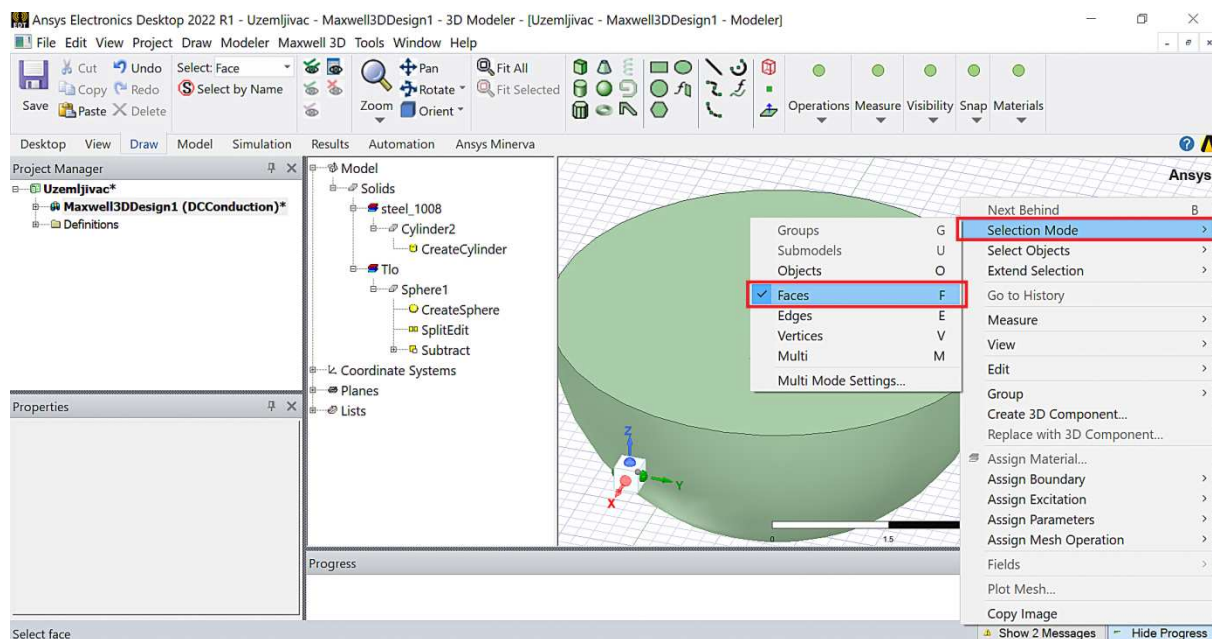 Ansys Electronics Desktop 2022 R1 - Uzemljivac - Maxwell3DDesign1 - 3D Modeler - [Uzemljivac - Maxwell3DDesign1 - Modeler]
File Edit View Project Draw Modeler Maxwell 3D Tools Window Help
Save
Cut
Copy
Paste
Undo
Redo
Delete
Select: Face
Select by Name
Zoom
Pan
Rotate
Orient
Fit All
Fit Selected
Operations Measure Visibility Snap Materials
Desktop View Draw Model Simulation Results Automation Ansys Minerva
Project Manager
Uzemljivac*
Maxwell3DDesign1 (DCConduction)*
Definitions
Properties
Model
Solids
steel_1008
Cylinder2
CreateCylinder
Tlo
Sphere1
CreateSphere
SplitEdit
Subtract
Coordinate Systems
Planes
Lists
Ansys
Z
Y
X
0 1.5
Groups G
Submodels U
Objects O
Faces F
Edges E
Vertices V
Multi M
Multi Mode Settings...
Next Behind B
Selection Mode
Select Objects
Extend Selection
Go to History
Measure
View
Edit
Group
Create 3D Component...
Replace with 3D Component...
Assign Material...
Assign Boundary
Assign Excitation
Assign Parameters
Assign Mesh Operation
Fields
Plot Mesh...
Copy Image
Progress
Select face
Show 2 Messages Hide Progress